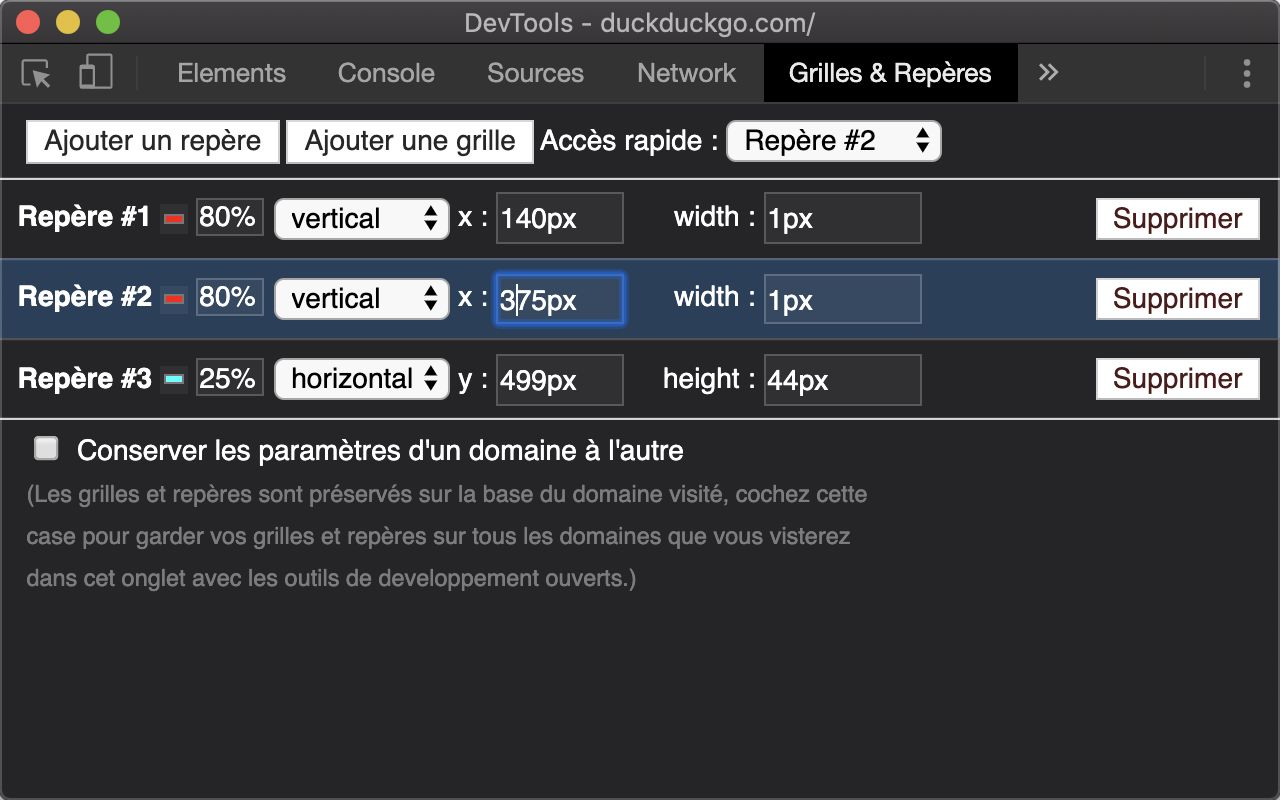 DevTools - duckduckgo.com/
Elements Console Sources Network Grilles & Repères »
Ajouter un repère Ajouter une grille Accès rapide : Repère #2
Repère #1 80% vertical x : 140px width : 1px Supprimer
Repère #2 80% vertical x : 375px width : 1px Supprimer
Repère #3 25% horizontal y : 499px height : 44px Supprimer
Conserver les paramètres d'un domaine à l'autre
(Les grilles et repères sont préservés sur la base du domaine visité, cochez cette
case pour garder vos grilles et repères sur tous les domaines que vous visterez
dans cet onglet avec les outils de developpement ouverts.)